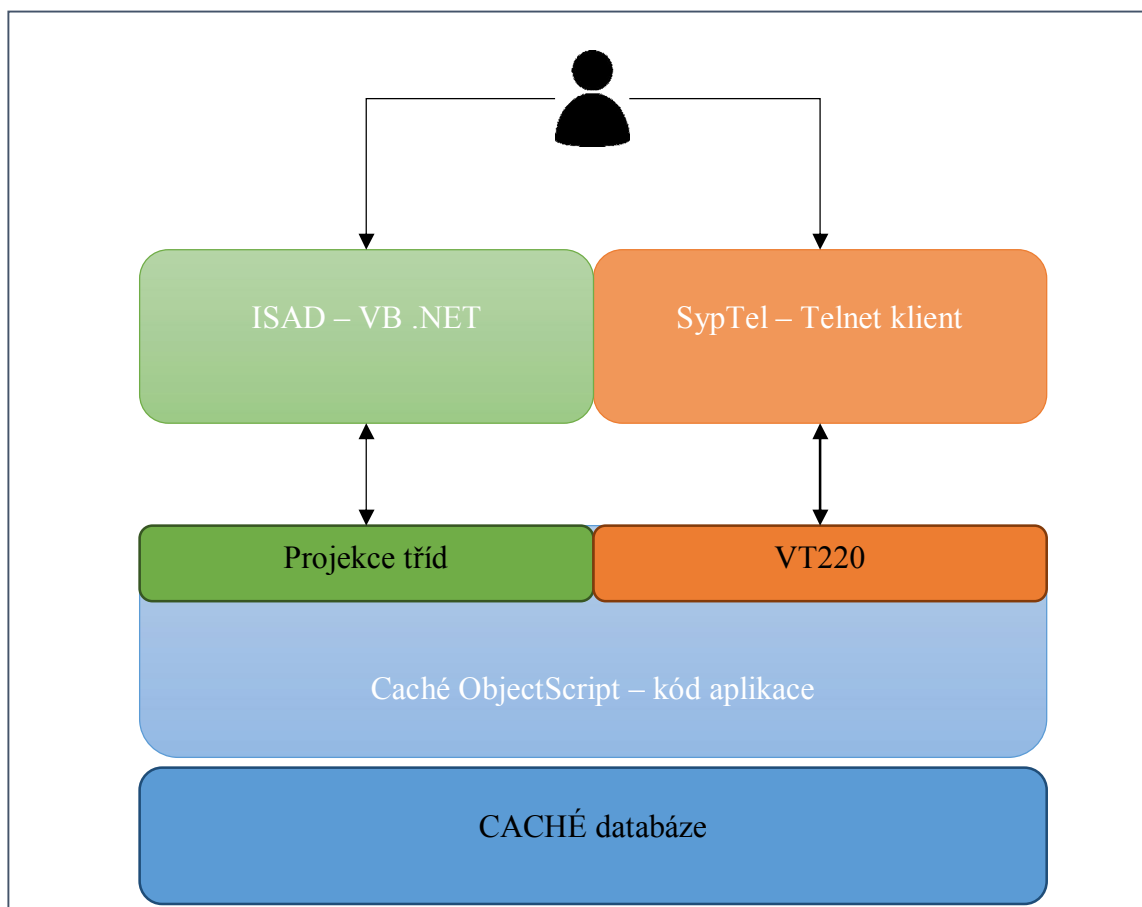 ISAD – VB .NET
SypTel – Telnet klient
Projekce tříd
VT220
Caché ObjectScript – kód aplikace
CACHÉ databáze